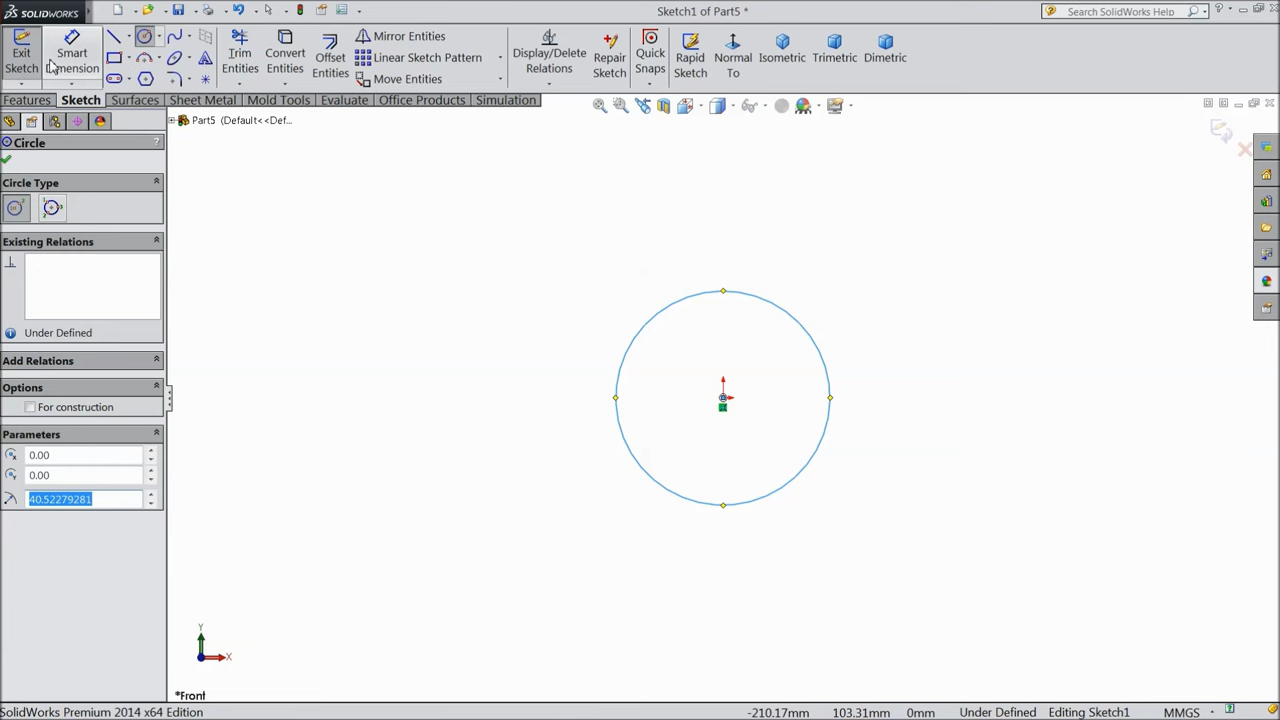 SOLIDWORKS
Sketch1 of Part5 *
Search SolidWorks Help
Exit Sketch
Smart Dimension
Trim Entities
Convert Entities
Offset Entities
Mirror Entities
Linear Sketch Pattern
Move Entities
Display/Delete Relations
Repair Sketch
Quick Snaps
Rapid Sketch
Normal To
Isometric
Trimetric
Dimetric
Features
Sketch
Surfaces
Sheet Metal
Mold Tools
Evaluate
Office Products
Simulation
Part5 (Default<<Def...
Circle
?
Circle Type
Existing Relations
Under Defined
Add Relations
Options
For construction
Parameters
0.00
0.00
40.52279281
Y
X
*Front
SolidWorks Premium 2014 x64 Edition
-210.17mm
103.31mm
0mm
Under Defined
Editing Sketch1
MMGS